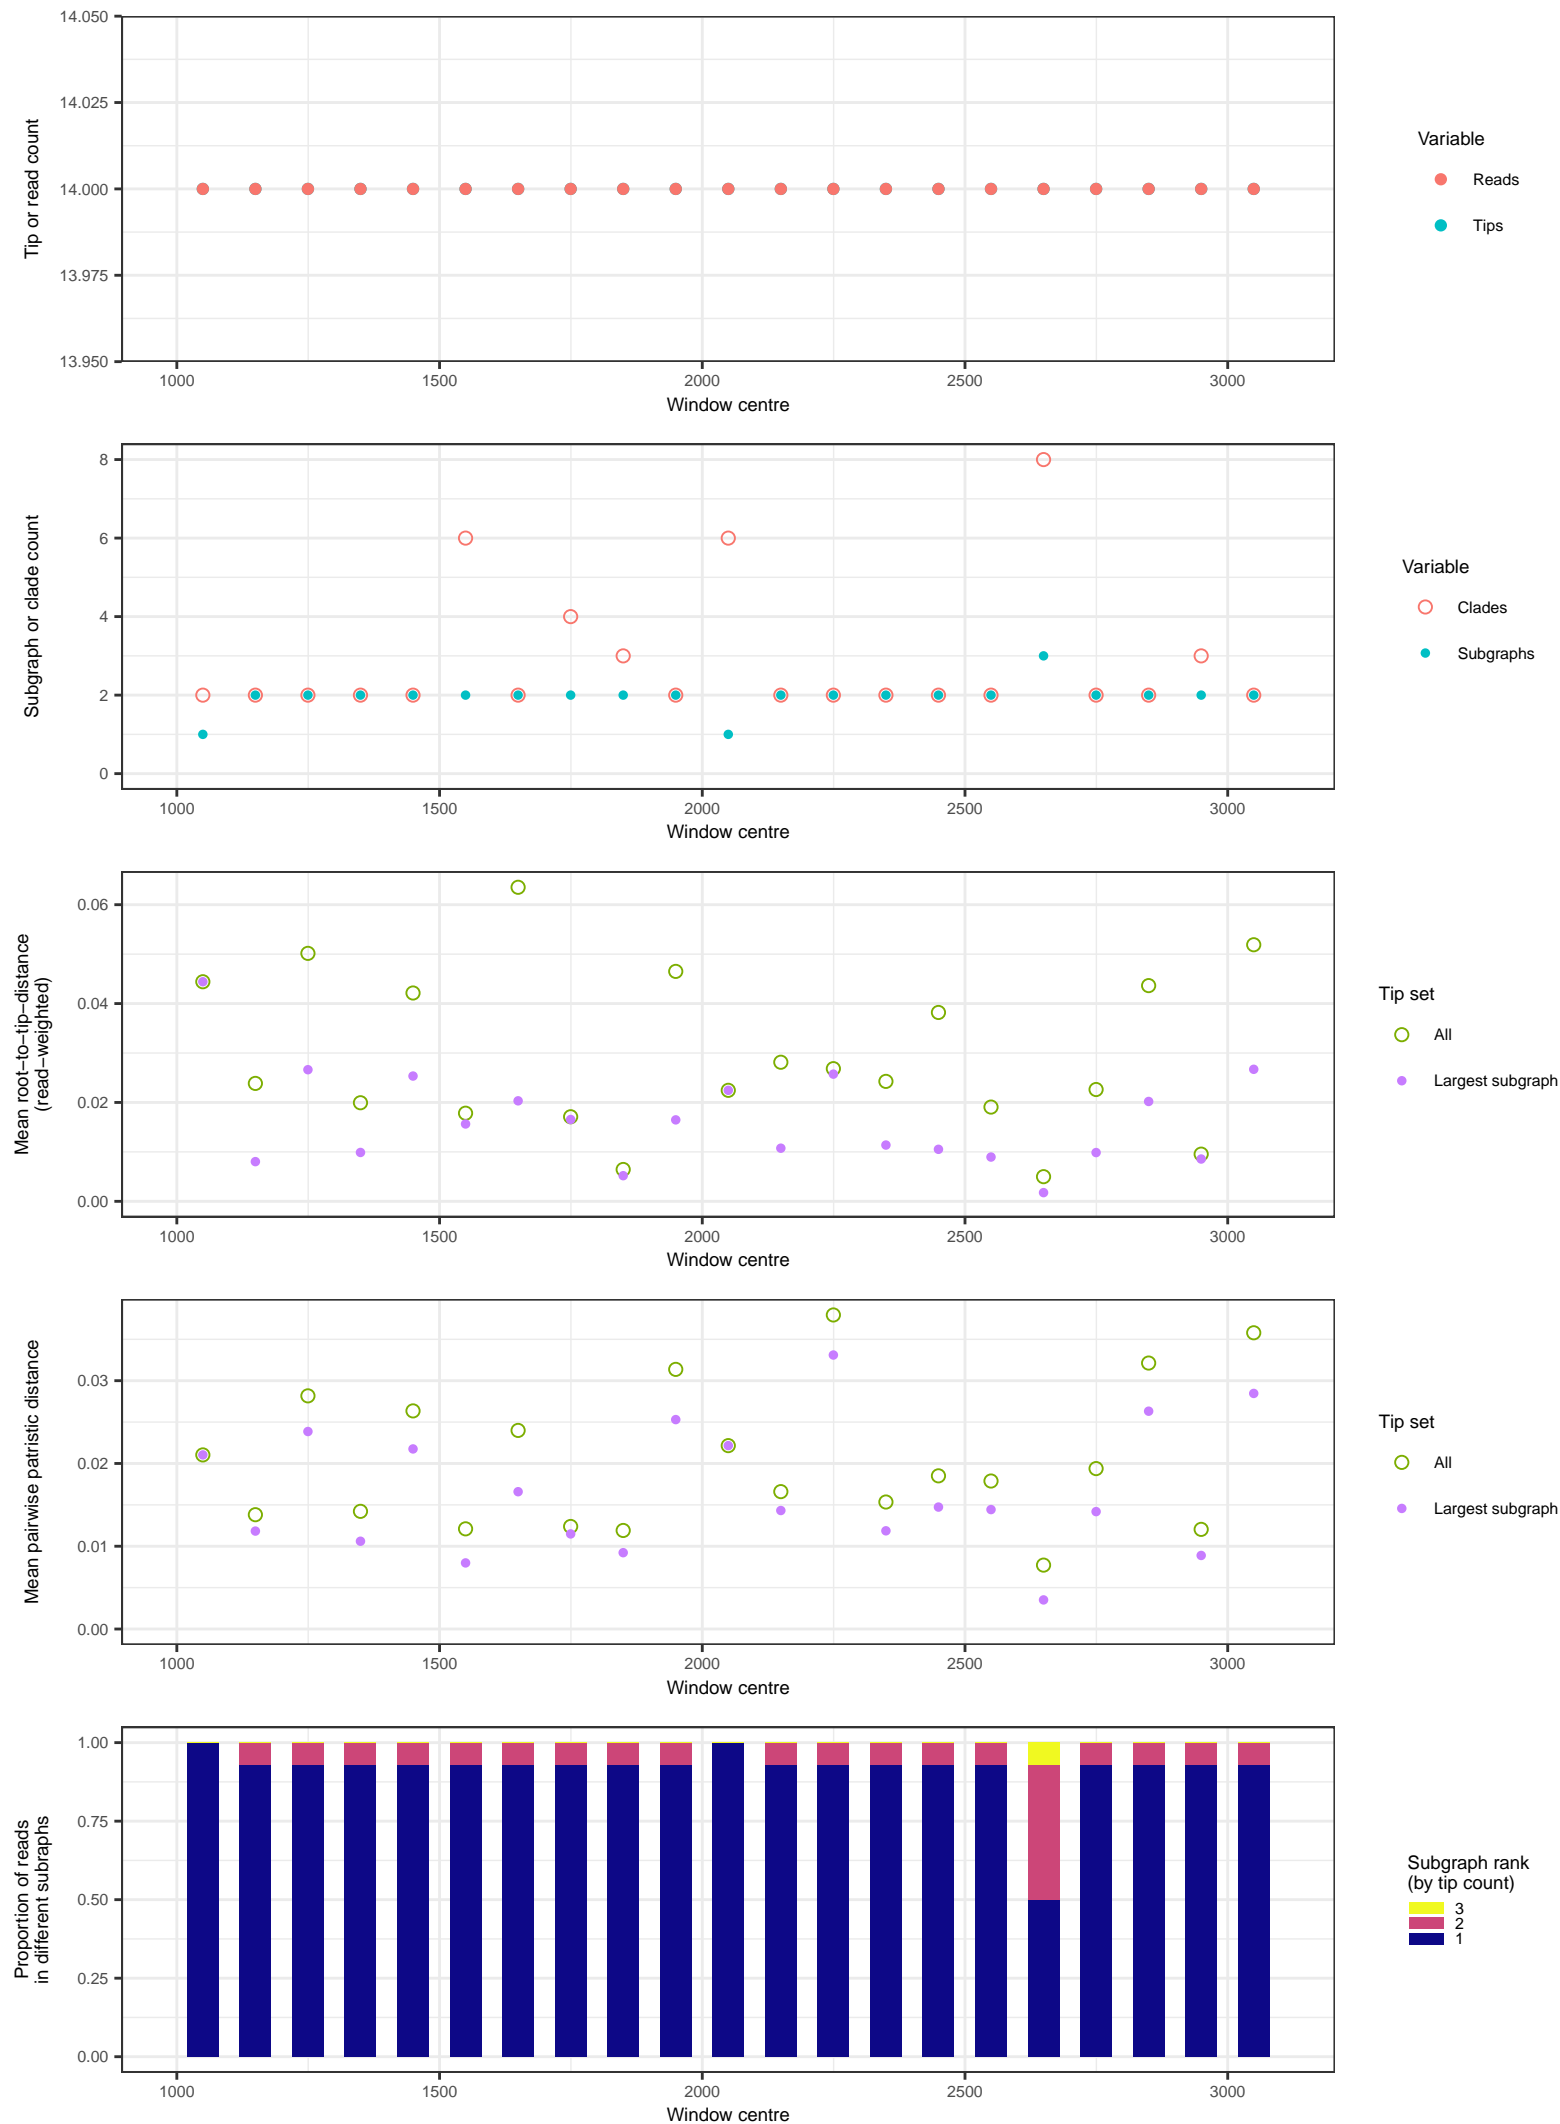 14.050
14.025
14.000
13.975
13.950
Tip or read count
1000 1500 2000 2500 3000
Window centre
Variable
Reads
Tips
8
6
4
2
0
Subgraph or clade count
1000 1500 2000 2500 3000
Window centre
Variable
Clades
Subgraphs
0.06
0.04
0.02
0.00
Mean root−to−tip−distance
(read−weighted)
1000 1500 2000 2500 3000
Window centre
Tip set
All
Largest subgraph
0.03
0.02
0.01
0.00
Mean pairwise patristic distance
1000 1500 2000 2500 3000
Window centre
Tip set
All
Largest subgraph
1.00
0.75
0.50
0.25
0.00
Proportion of reads
in different subraphs
1000 1500 2000 2500 3000
Window centre
Subgraph rank
(by tip count)
3
2
1